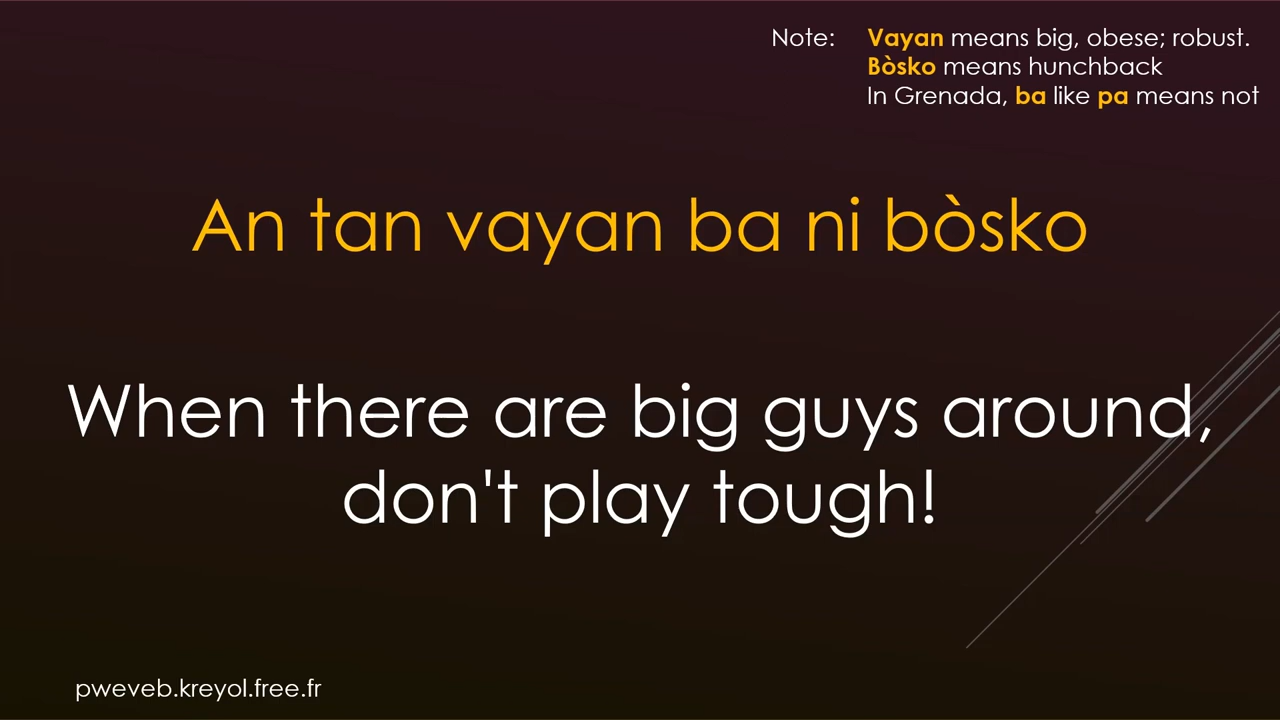 Note: Vayan means big, obese; robust.
Bòsko means hunchback
In Grenada, ba like pa means not
An tan vayan ba ni bòsko
When there are big guys around,
don't play tough!
pweveb.kreyol.free.fr